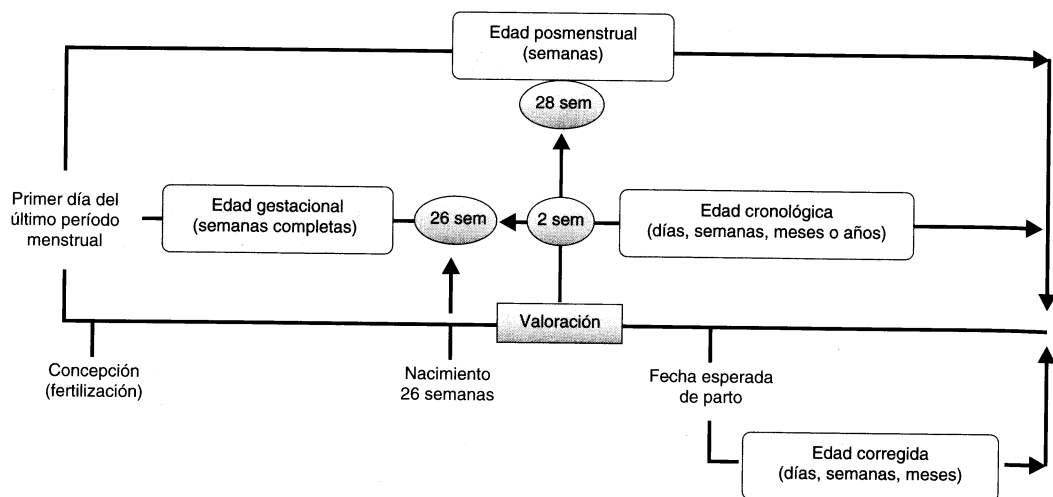 Edad posmenstrual
(semanas)
28 sem
Primer día del
último período
menstrual
Edad gestacional
(semanas completas)
26 sem
2 sem
Edad cronológica
(días, semanas, meses o años)
Valoración
Concepción
(fertilización)
Nacimiento
26 semanas
Fecha esperada
de parto
Edad corregida
(días, semanas, meses)